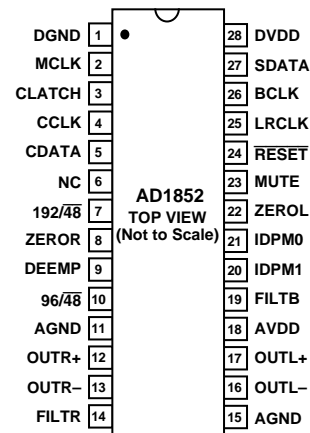 DGND 1 28 DVDD
MCLK 2 27 SDATA
CLATCH 3 26 BCLK
CCLK 4 25 LRCLK
CDATA 5 24 RESET
NC 6 23 MUTE
192/48 7 22 ZEROL
ZEROR 8 21 IDPM0
DEEMP 9 20 IDPM1
96/48 10 19 FILTB
AGND 11 18 AVDD
OUTR+ 12 17 OUTL+
OUTR– 13 16 OUTL–
FILTR 14 15 AGND
AD1852
TOP VIEW
(Not to Scale)